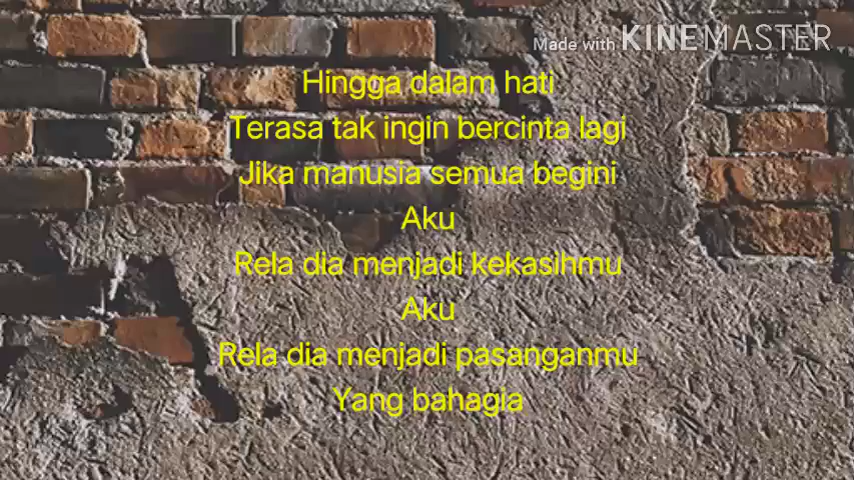 Made with KINEMASTER
Hingga dalam hati
Terasa tak ingin bercinta lagi
Jika manusia semua begini
Aku
Rela dia menjadi kekasihmu
Aku
Rela dia menjadi pasanganmu
Yang bahagia